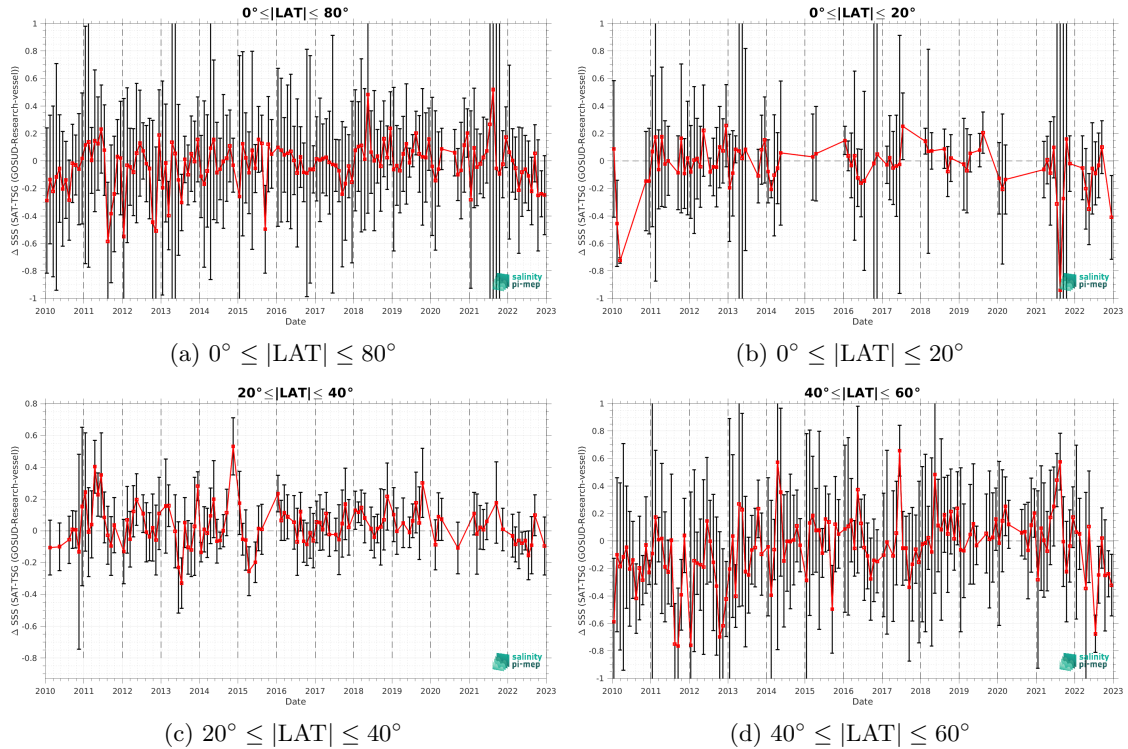 0°≤|LAT|≤ 80°
Δ SSS (SAT-TSG (GOSUD-Research-vessel))
1
0.8
0.6
0.4
0.2
0
-0.2
-0.4
-0.6
-0.8
-1
salinity
pi-mep
2010 2011 2012 2013 2014 2015 2016 2017 2018 2019 2020 2021 2022 2023
Date
(a) 0° ≤ |LAT| ≤ 80°
0°≤|LAT|≤ 20°
Δ SSS (SAT-TSG (GOSUD-Research-vessel))
1
0.8
0.6
0.4
0.2
0
-0.2
-0.4
-0.6
-0.8
-1
salinity
pi-mep
2010 2011 2012 2013 2014 2015 2016 2017 2018 2019 2020 2021 2022 2023
Date
(b) 0° ≤ |LAT| ≤ 20°
20°≤|LAT|≤ 40°
Δ SSS (SAT-TSG (GOSUD-Research-vessel))
0.8
0.6
0.4
0.2
0
-0.2
-0.4
-0.6
-0.8
salinity
pi-mep
2010 2011 2012 2013 2014 2015 2016 2017 2018 2019 2020 2021 2022 2023
Date
(c) 20° ≤ |LAT| ≤ 40°
40°≤|LAT|≤ 60°
Δ SSS (SAT-TSG (GOSUD-Research-vessel))
1
0.8
0.6
0.4
0.2
0
-0.2
-0.4
-0.6
-0.8
-1
salinity
pi-mep
2010 2011 2012 2013 2014 2015 2016 2017 2018 2019 2020 2021 2022 2023
Date
(d) 40° ≤ |LAT| ≤ 60°